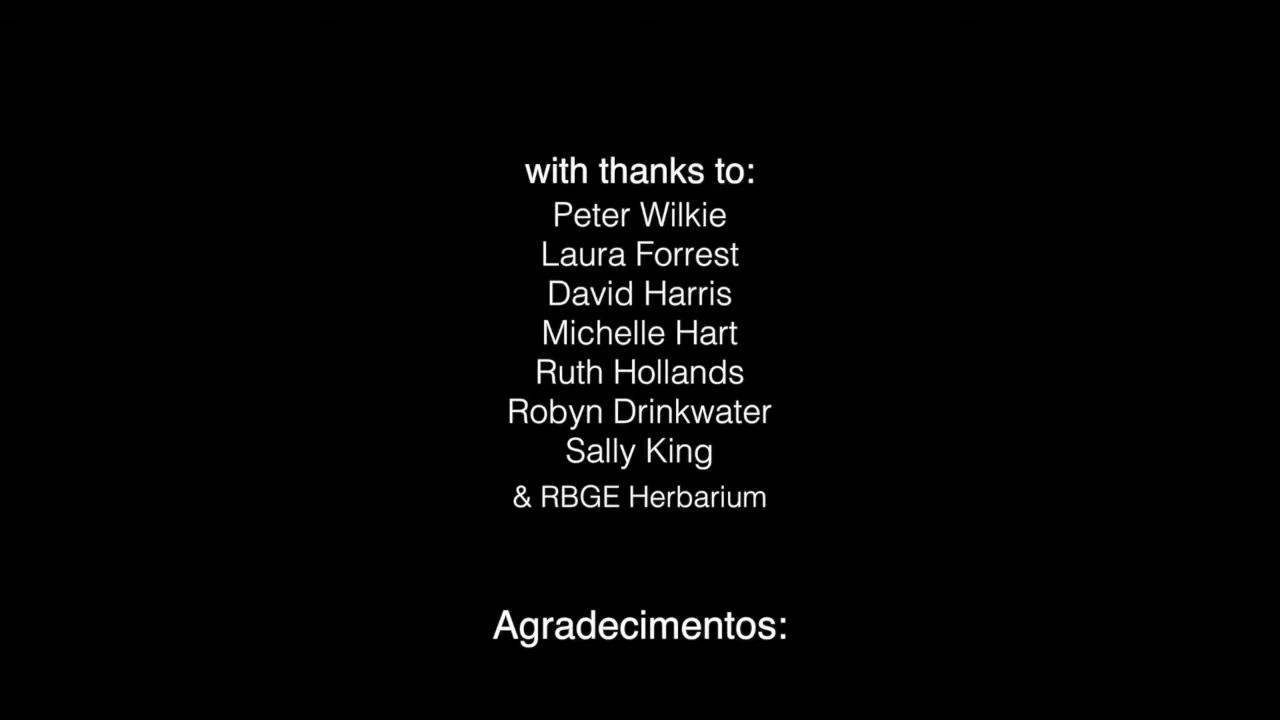 with thanks to:
Peter Wilkie
Laura Forrest
David Harris
Michelle Hart
Ruth Hollands
Robyn Drinkwater
Sally King
& RBGE Herbarium
Agradecimentos: